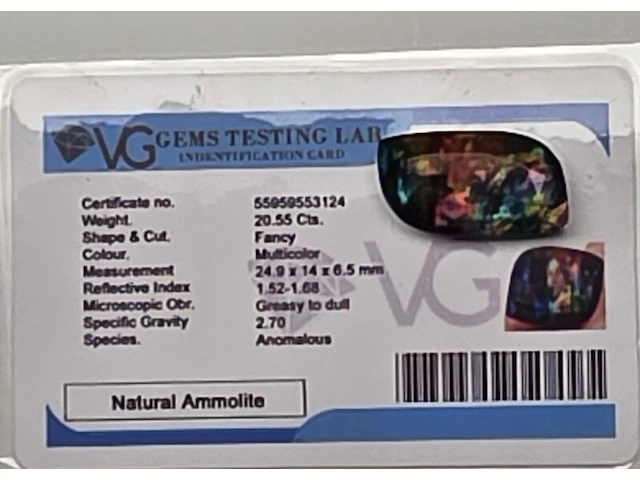 VG GEMS TESTING LAB
INDENTIFICATION CARD
Certificate no. 55959553124
Weight. 20.55 Cts.
Shape & Cut. Fancy
Colour. Multicolor
Measurement 24.9 x 14 x 6.5 mm
Reflective Index 1.52-1.68
Microscopic Obr. Greasy to dull
Specific Gravity 2.70
Species. Anomalous
VG
Natural Ammolite